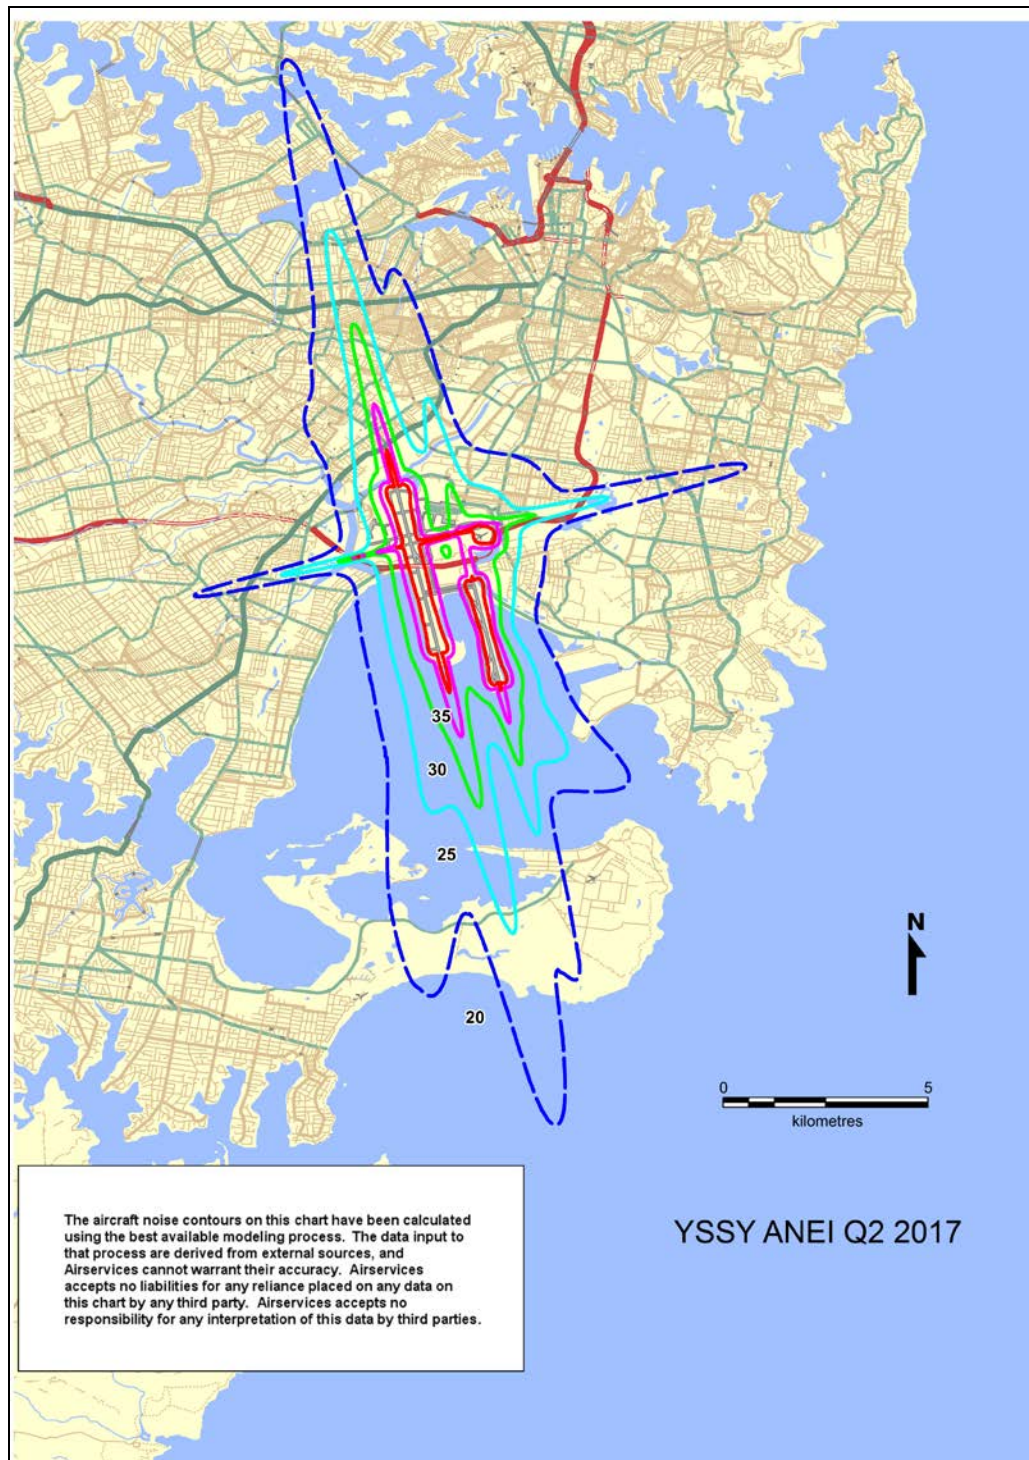 35
30
25
N
20
0 5
kilometres
The aircraft noise contours on this chart have been calculated
using the best available modeling process.  The data input to
that process are derived from external sources, and
Airservices cannot warrant their accuracy.  Airservices
accepts no liabilities for any reliance placed on any data on
this chart by any third party.  Airservices accepts no
responsibility for any interpretation of this data by third parties.
YSSY ANEI Q2 2017